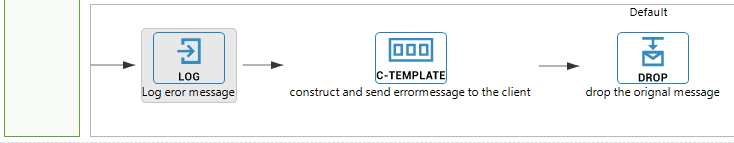 Default
LOG
C-TEMPLATE
DROP
Log eror message
construct and send errormessage to the client
drop the orignal message